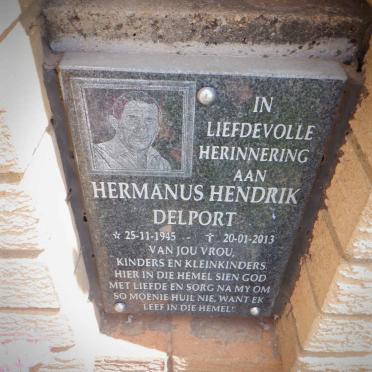 IN
LIEFDEVOLLE
HERINNERING
AAN
HERMANUS HENDRIK
DELPORT
☆ 25-11-1945 - † 20-01-2013
VAN JOU VROU,
KINDERS EN KLEINKINDERS
HIER IN DIE HEMEL SIEN GOD
MET LIEFDE EN SORG NA MY OM
SO MOENIE HUIL NIE, WANT EK
LEEF IN DIE HEMEL!